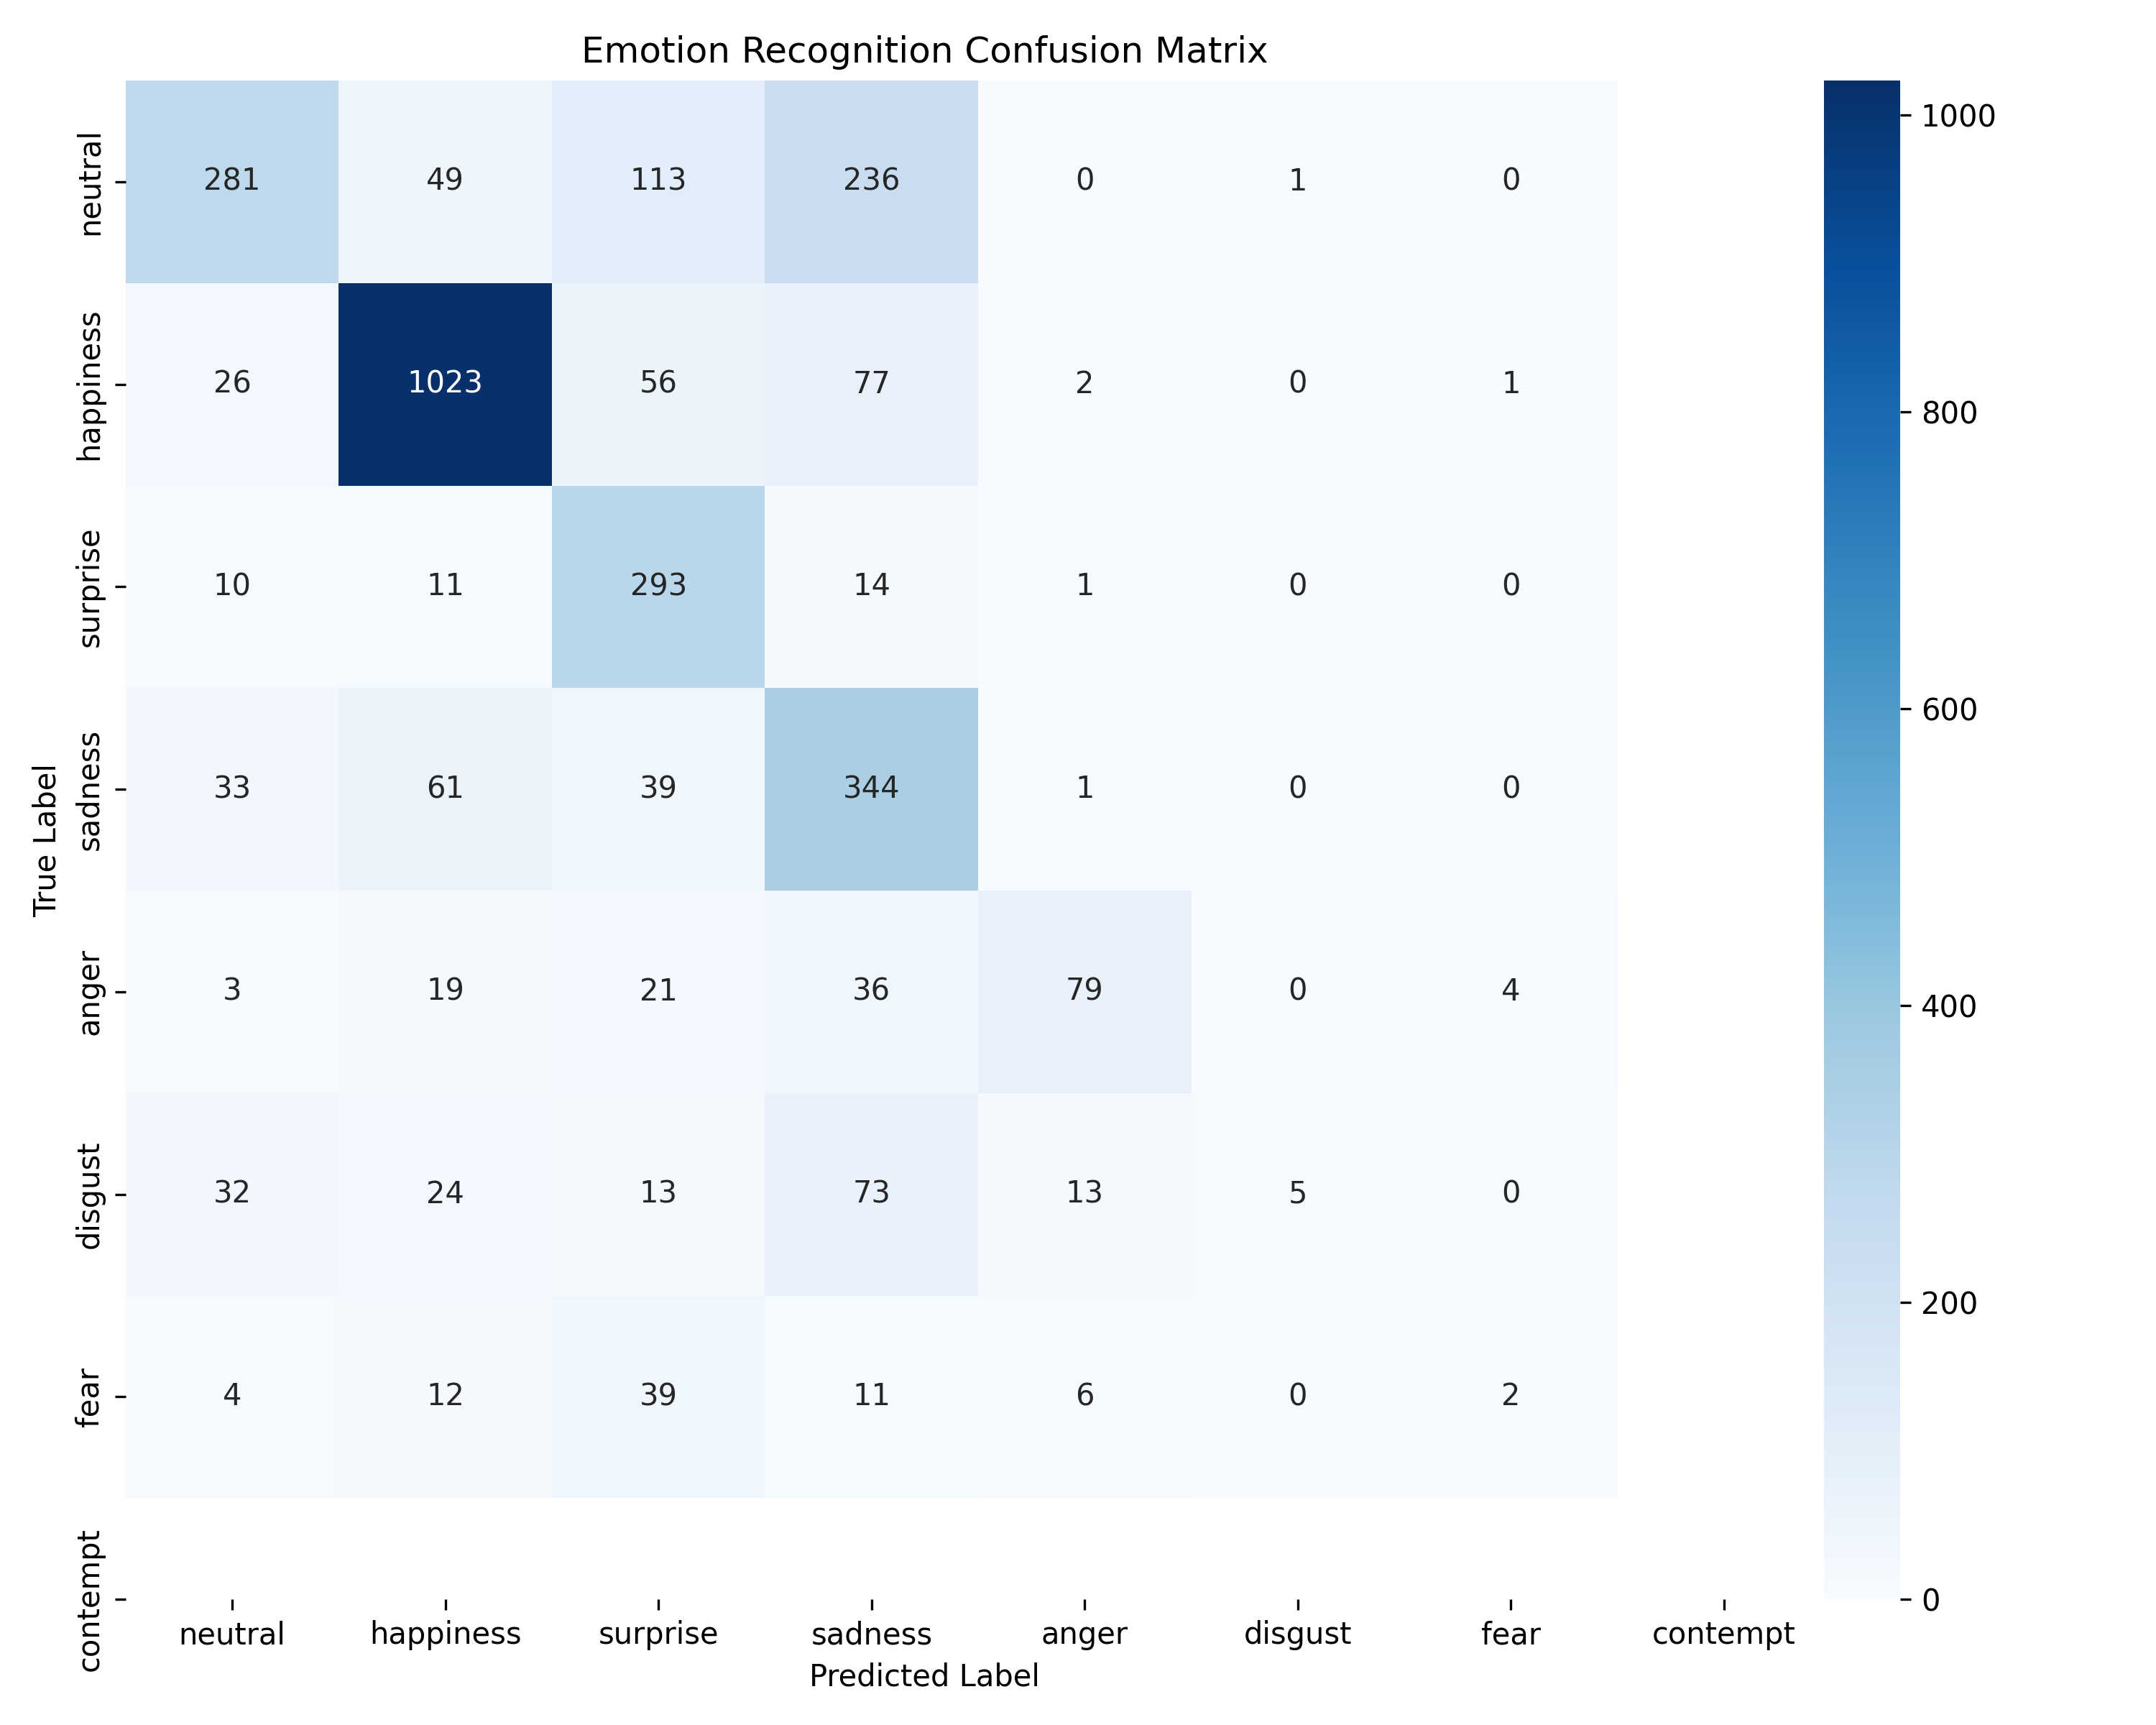 Emotion Recognition Confusion Matrix
True Label
neutral 281 49 113 236 0 1 0
happiness 26 1023 56 77 2 0 1
surprise 10 11 293 14 1 0 0
sadness 33 61 39 344 1 0 0
anger 3 19 21 36 79 0 4
disgust 32 24 13 73 13 5 0
fear 4 12 39 11 6 0 2
contempt
neutral happiness surprise sadness anger disgust fear contempt
Predicted Label
1000
800
600
400
200
0